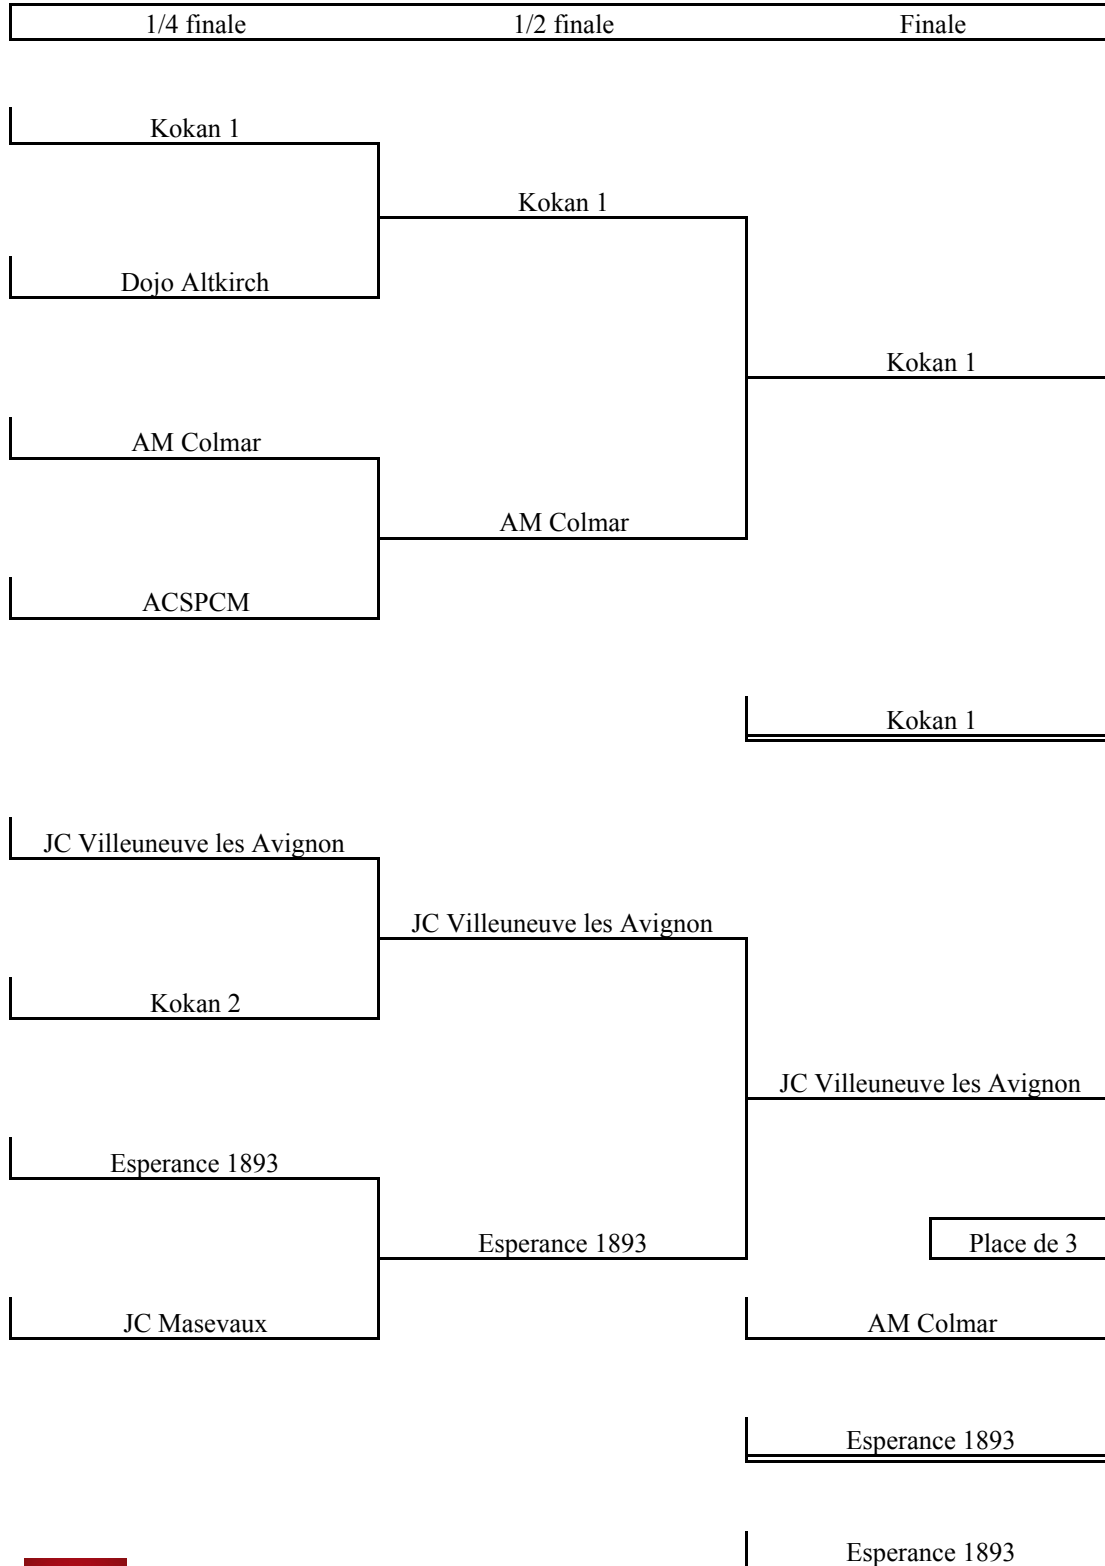 1/4 finale 1/2 finale Finale
Kokan 1
Kokan 1
Dojo Altkirch
Kokan 1
AM Colmar
AM Colmar
ACSPCM
Kokan 1
JC Villeuneuve les Avignon
JC Villeuneuve les Avignon
Kokan 2
JC Villeuneuve les Avignon
Esperance 1893
Esperance 1893
Place de 3
JC Masevaux
AM Colmar
Esperance 1893
Esperance 1893